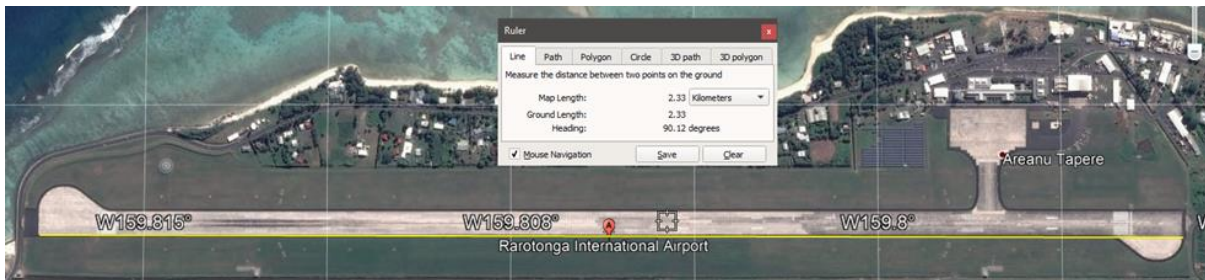 Ruler
Line Path Polygon Circle 3D path 3D polygon
Measure the distance between two points on the ground
Map Length: 2.33 Kilometers
Ground Length: 2.33
Heading: 90.12 degrees
Mouse Navigation Save Clear
Areanu Tapere
W159.815° W159.808° W159.8°
Rarotonga International Airport